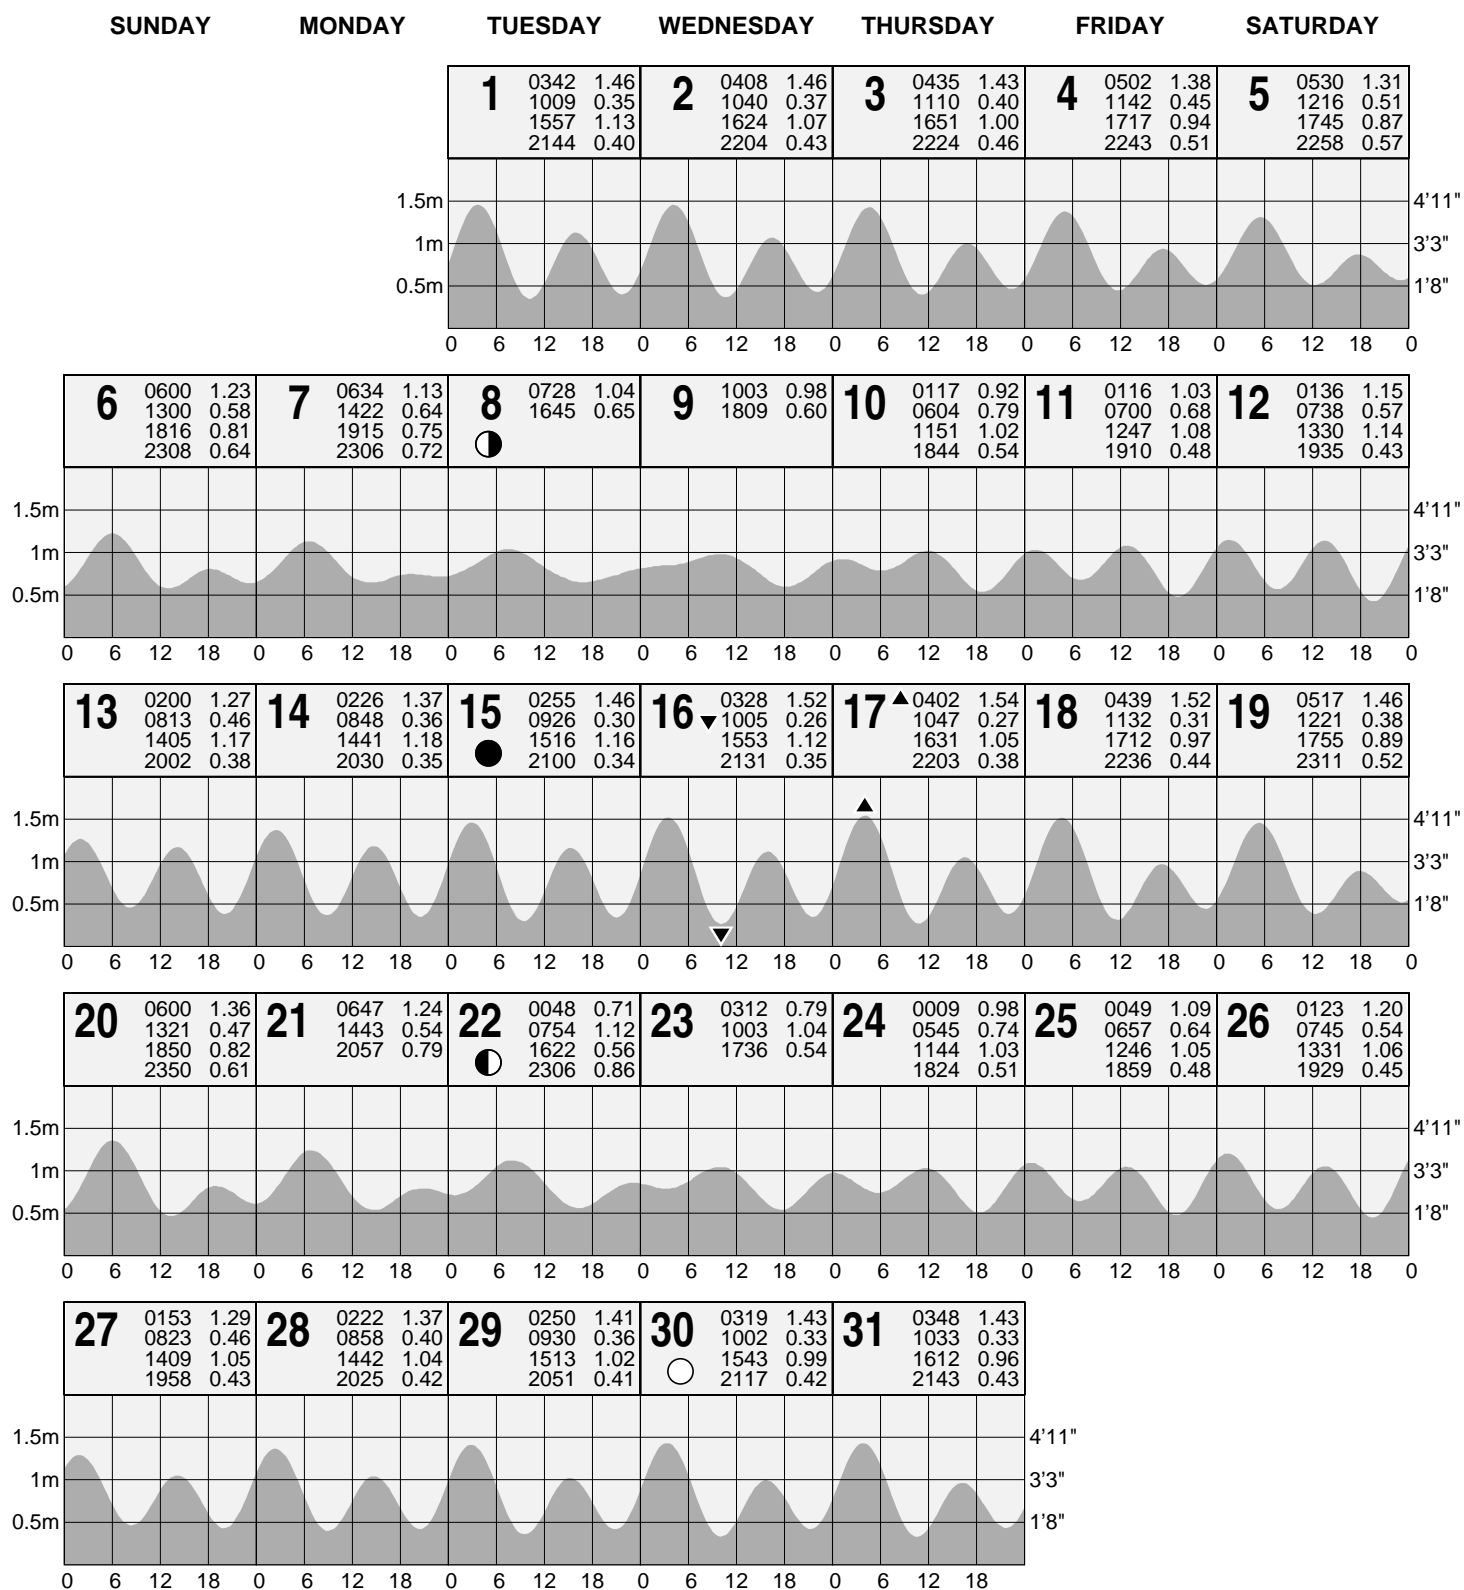 SUNDAY MONDAY TUESDAY WEDNESDAY THURSDAY FRIDAY SATURDAY
1 0342 1.46 2 0408 1.46 3 0435 1.43 4 0502 1.38 5 0530 1.31
1009 0.35 1040 0.37 1110 0.40 1142 0.45 1216 0.51
1557 1.13 1624 1.07 1651 1.00 1717 0.94 1745 0.87
2144 0.40 2204 0.43 2224 0.46 2243 0.51 2258 0.57
1.5m 4'11"
1m 3'3"
0.5m 1'8"
0 6 12 18 0 6 12 18 0 6 12 18 0 6 12 18 0 6 12 18 0
6 0600 1.23 7 0634 1.13 8 0728 1.04 9 1003 0.98 10 0117 0.92 11 0116 1.03 12 0136 1.15
1300 0.58 1422 0.64 1645 0.65 1809 0.60 0604 0.79 0700 0.68 0738 0.57
1816 0.81 1915 0.75 1151 1.02 1247 1.08 1330 1.14
2308 0.64 2306 0.72 1844 0.54 1910 0.48 1935 0.43
1.5m 4'11"
1m 3'3"
0.5m 1'8"
0 6 12 18 0 6 12 18 0 6 12 18 0 6 12 18 0 6 12 18 0 6 12 18 0 6 12 18 0
13 0200 1.27 14 0226 1.37 15 0255 1.46 16 0328 1.52 17 0402 1.54 18 0439 1.52 19 0517 1.46
0813 0.46 0848 0.36 0926 0.30 1005 0.26 1047 0.27 1132 0.31 1221 0.38
1405 1.17 1441 1.18 1516 1.16 1553 1.12 1631 1.05 1712 0.97 1755 0.89
2002 0.38 2030 0.35 2100 0.34 2131 0.35 2203 0.38 2236 0.44 2311 0.52
1.5m 4'11"
1m 3'3"
0.5m 1'8"
0 6 12 18 0 6 12 18 0 6 12 18 0 6 12 18 0 6 12 18 0 6 12 18 0 6 12 18 0
20 0600 1.36 21 0647 1.24 22 0048 0.71 23 0312 0.79 24 0009 0.98 25 0049 1.09 26 0123 1.20
1321 0.47 1443 0.54 0754 1.12 1003 1.04 0545 0.74 0657 0.64 0745 0.54
1850 0.82 2057 0.79 1622 0.56 1736 0.54 1144 1.03 1246 1.05 1331 1.06
2350 0.61 2306 0.86 1824 0.51 1859 0.48 1929 0.45
1.5m 4'11"
1m 3'3"
0.5m 1'8"
0 6 12 18 0 6 12 18 0 6 12 18 0 6 12 18 0 6 12 18 0 6 12 18 0 6 12 18 0
27 0153 1.29 28 0222 1.37 29 0250 1.41 30 0319 1.43 31 0348 1.43
0823 0.46 0858 0.40 0930 0.36 1002 0.33 1033 0.33
1409 1.05 1442 1.04 1513 1.02 1543 0.99 1612 0.96
1958 0.43 2025 0.42 2051 0.41 2117 0.42 2143 0.43
1.5m 4'11"
1m 3'3"
0.5m 1'8"
0 6 12 18 0 6 12 18 0 6 12 18 0 6 12 18 0 6 12 18